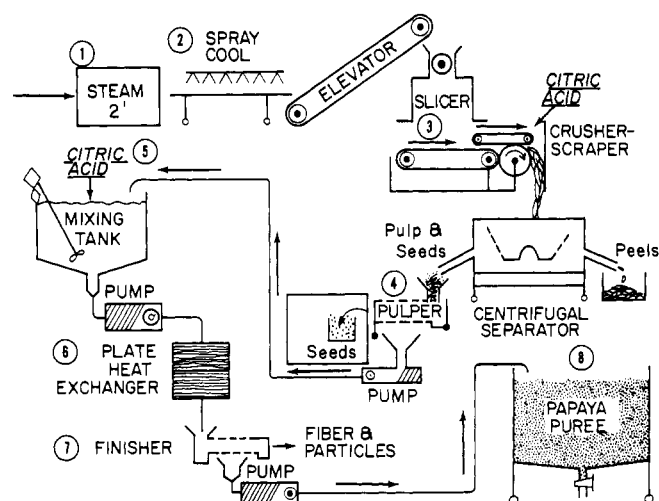 1
STEAM
2'
2
SPRAY
COOL
ELEVATOR
SLICER
3
CITRIC
ACID
CRUSHER-
SCRAPER
Pulp &
Seeds
Peels
CENTRIFUGAL
SEPARATOR
4
PULPER
Seeds
PUMP
5
CITRIC
ACID
MIXING
TANK
PUMP
6
PLATE
HEAT
EXCHANGER
7
FINISHER
FIBER &
PARTICLES
PUMP
8
PAPAYA
PUREE